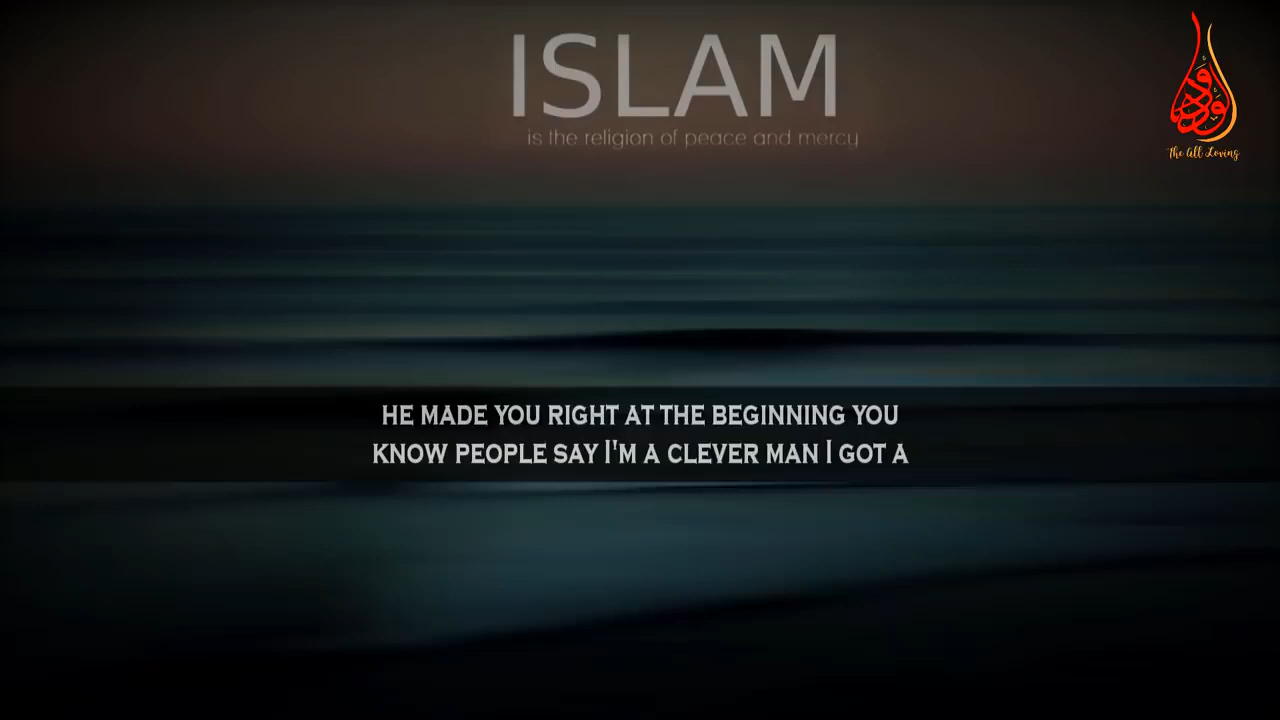 ISLAM
is the religion of peace and mercy
ودود
The All Loving
HE MADE YOU RIGHT AT THE BEGINNING YOU
KNOW PEOPLE SAY I'M A CLEVER MAN I GOT A